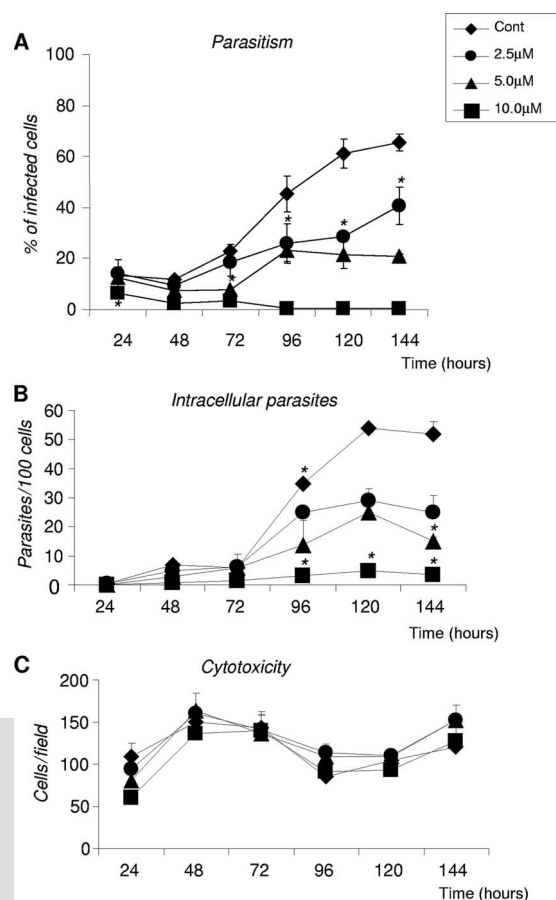 A
Parasitism
Cont
2.5µM
5.0µM
10.0µM
% of infected cells
100
80
60
40
20
0
* * * * *
24 48 72 96 120 144
Time (hours)
B
Intracellular parasites
Parasites/100 cells
60
50
40
30
20
10
0
* * * * * *
24 48 72 96 120 144
Time (hours)
C
Cytotoxicity
Cells/field
200
150
100
50
0
24 48 72 96 120 144
Time (hours)